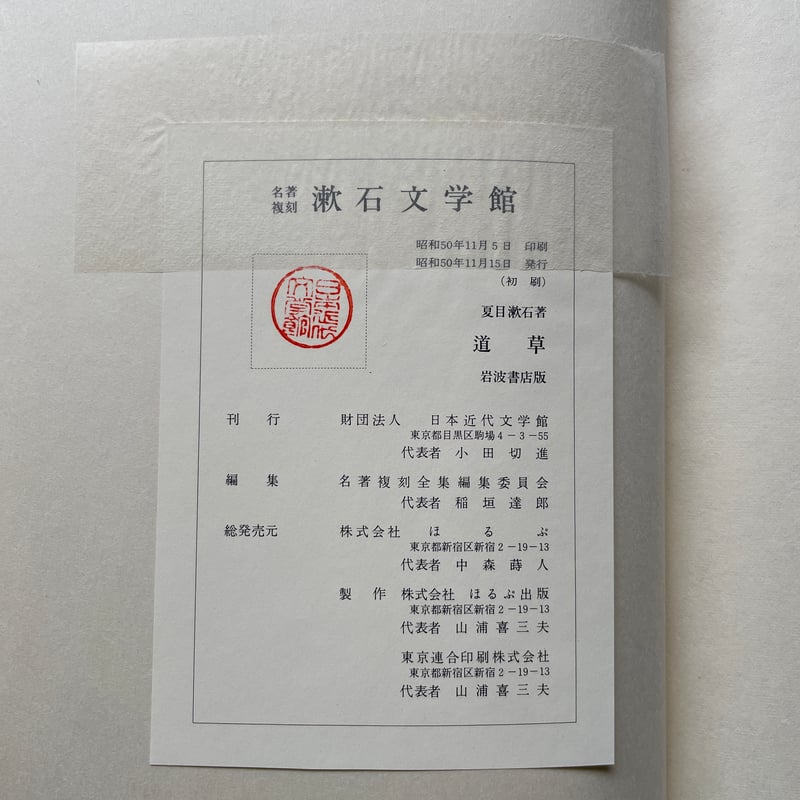 名著複刻 漱石文学館
昭和50年11月5日 印刷
昭和50年11月15日 発行
(初 刷)
夏目漱石著
道 草
岩波書店版
刊 行 財団法人 日本近代文学館
東京都目黒区駒場4-3-55
代表者 小田切進
編 集 名著複刻全集編集委員会
代表者 稲垣達郎
総発売元 株式会社 ほるぷ
東京都新宿区新宿2-19-13
代表者 中森蒔人
製 作 株式会社 ほるぷ出版
東京都新宿区新宿2-19-13
代表者 山浦喜三夫
東京連合印刷株式会社
東京都新宿区新宿2-19-13
代表者 山浦喜三夫